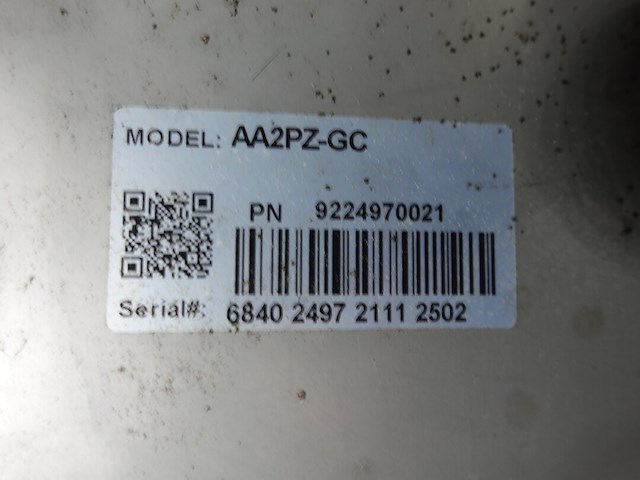 MODEL: AA2PZ-GC
PN 9224970021
Serial#: 6840 2497 2111 2502